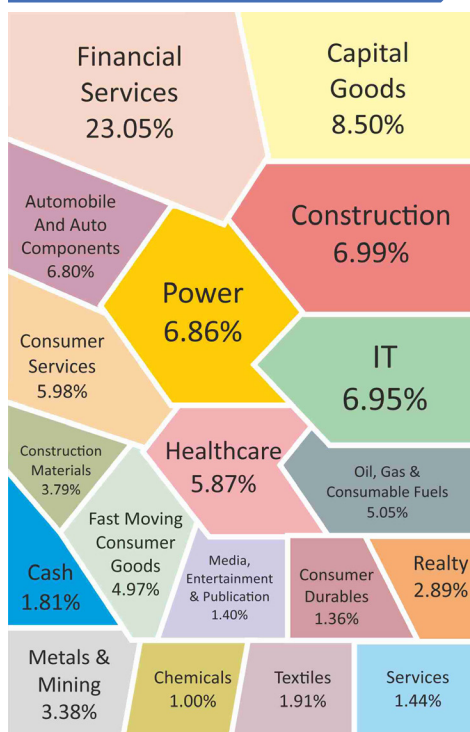 Financial
Services
23.05%
Capital
Goods
8.50%
Automobile
And Auto
Components
6.80%
Construction
6.99%
Power
6.86%
Consumer
Services
5.98%
IT
6.95%
Construction
Materials
3.79%
Healthcare
5.87%
Oil, Gas &
Consumable Fuels
5.05%
Cash
1.81%
Fast Moving
Consumer
Goods
4.97%
Media,
Entertainment
& Publication
1.40%
Consumer
Durables
1.36%
Realty
2.89%
Metals &
Mining
3.38%
Chemicals
1.00%
Textiles
1.91%
Services
1.44%